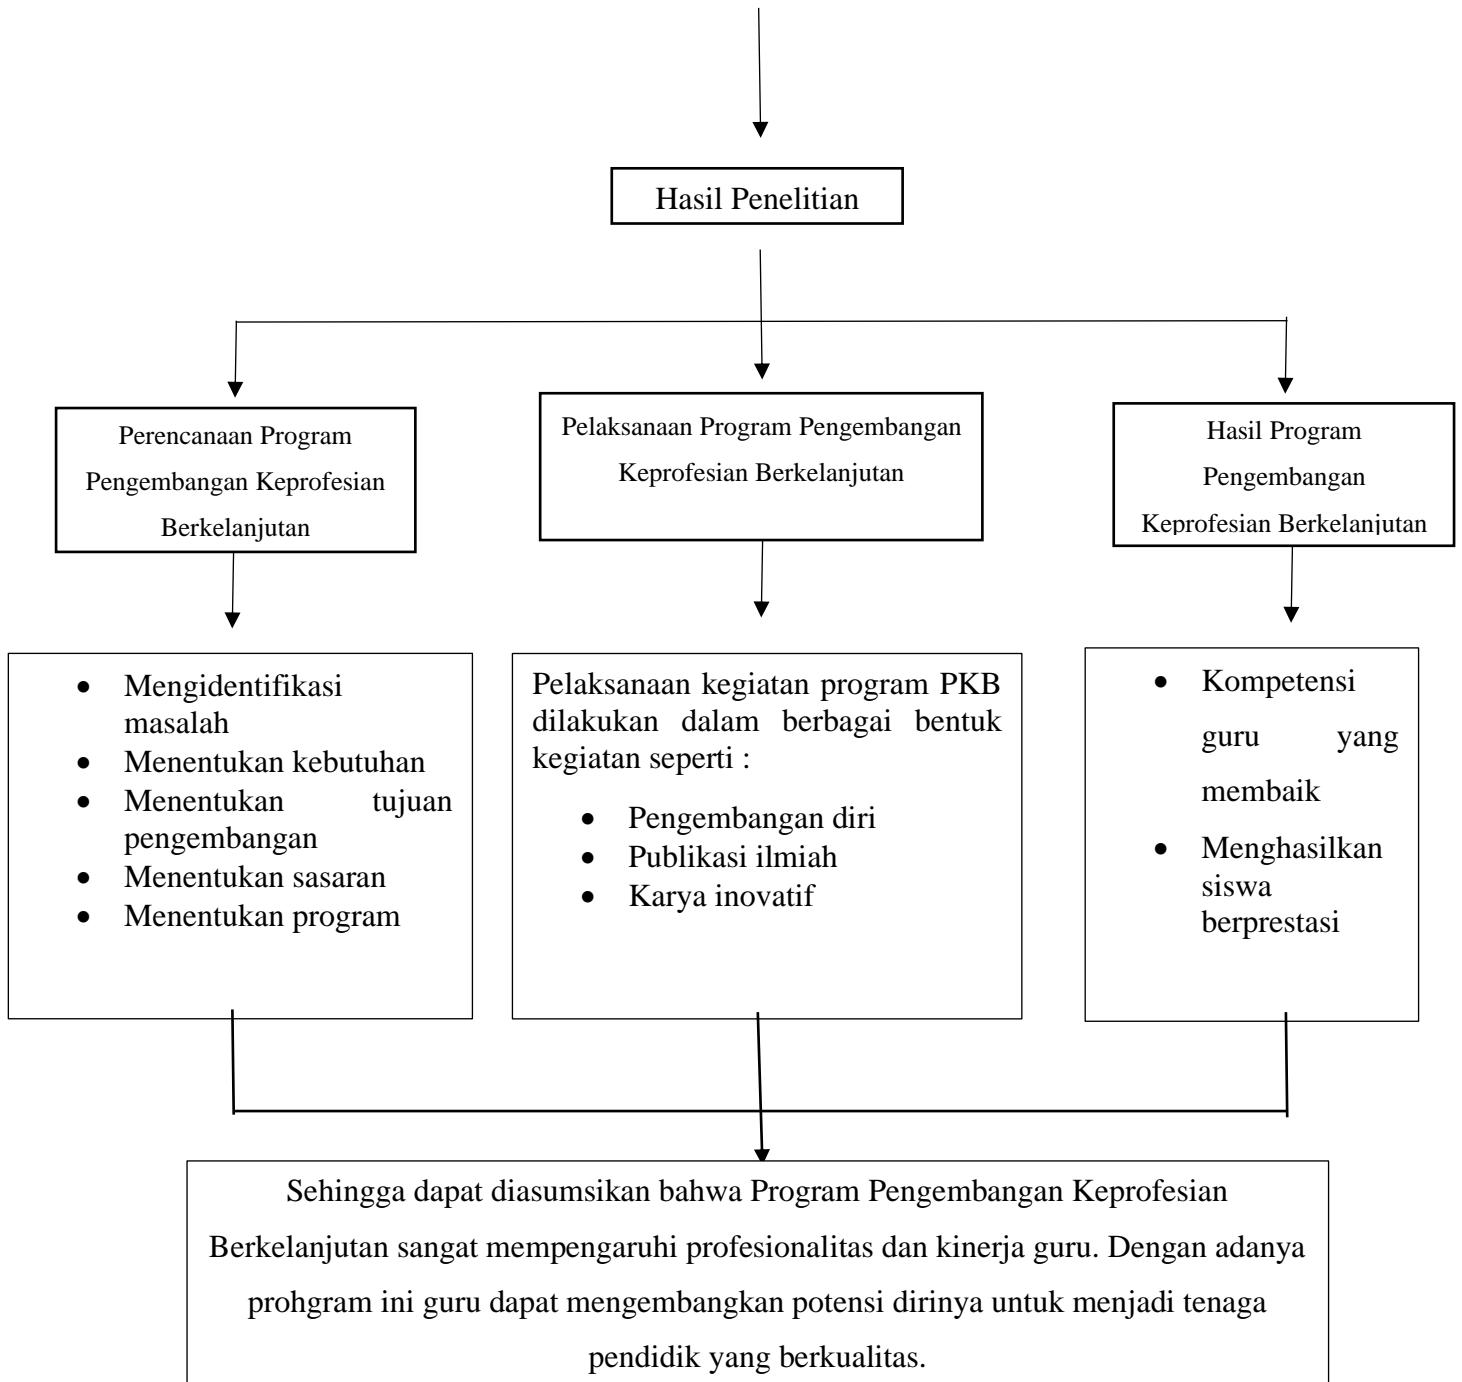 Hasil Penelitian
Perencanaan Program
Pengembangan Keprofesian
Berkelanjutan
Pelaksanaan Program Pengembangan
Keprofesian Berkelanjutan
Hasil Program
Pengembangan
Keprofesian Berkelanjutan
• Mengidentifikasi
masalah
• Menentukan kebutuhan
• Menentukan tujuan
pengembangan
• Menentukan sasaran
• Menentukan program
Pelaksanaan kegiatan program PKB
dilakukan dalam berbagai bentuk
kegiatan seperti :
• Pengembangan diri
• Publikasi ilmiah
• Karya inovatif
• Kompetensi
guru yang
membaik
• Menghasilkan
siswa
berprestasi
Sehingga dapat diasumsikan bahwa Program Pengembangan Keprofesian
Berkelanjutan sangat mempengaruhi profesionalitas dan kinerja guru. Dengan adanya
prohgram ini guru dapat mengembangkan potensi dirinya untuk menjadi tenaga
pendidik yang berkualitas.